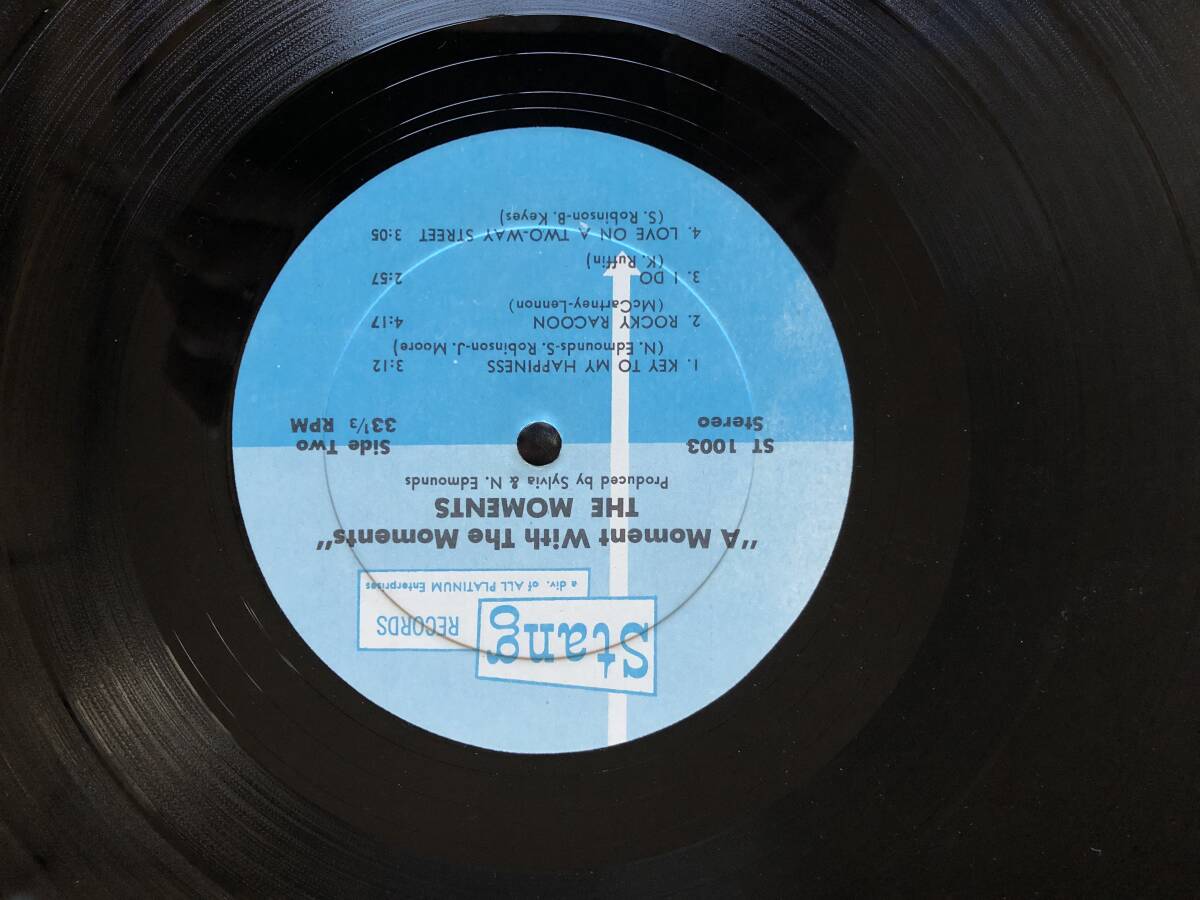 Stang
RECORDS
a div. of ALL PLATINUM Enterprises
"A Moment With The Moments"
THE MOMENTS
Produced by Sylvia & N. Edmounds
ST 1003 Side Two
Stereo 33 1/3 RPM
1. KEY TO MY HAPPINESS 3:12
(N. Edmounds-S. Robinson-J. Moore)
2. ROCKY RACOON 4:17
(McCartney-Lennon)
3. I DO 2:57
(K. Ruffin)
4. LOVE ON A TWO-WAY STREET 3:05
(S. Robinson-B. Keyes)